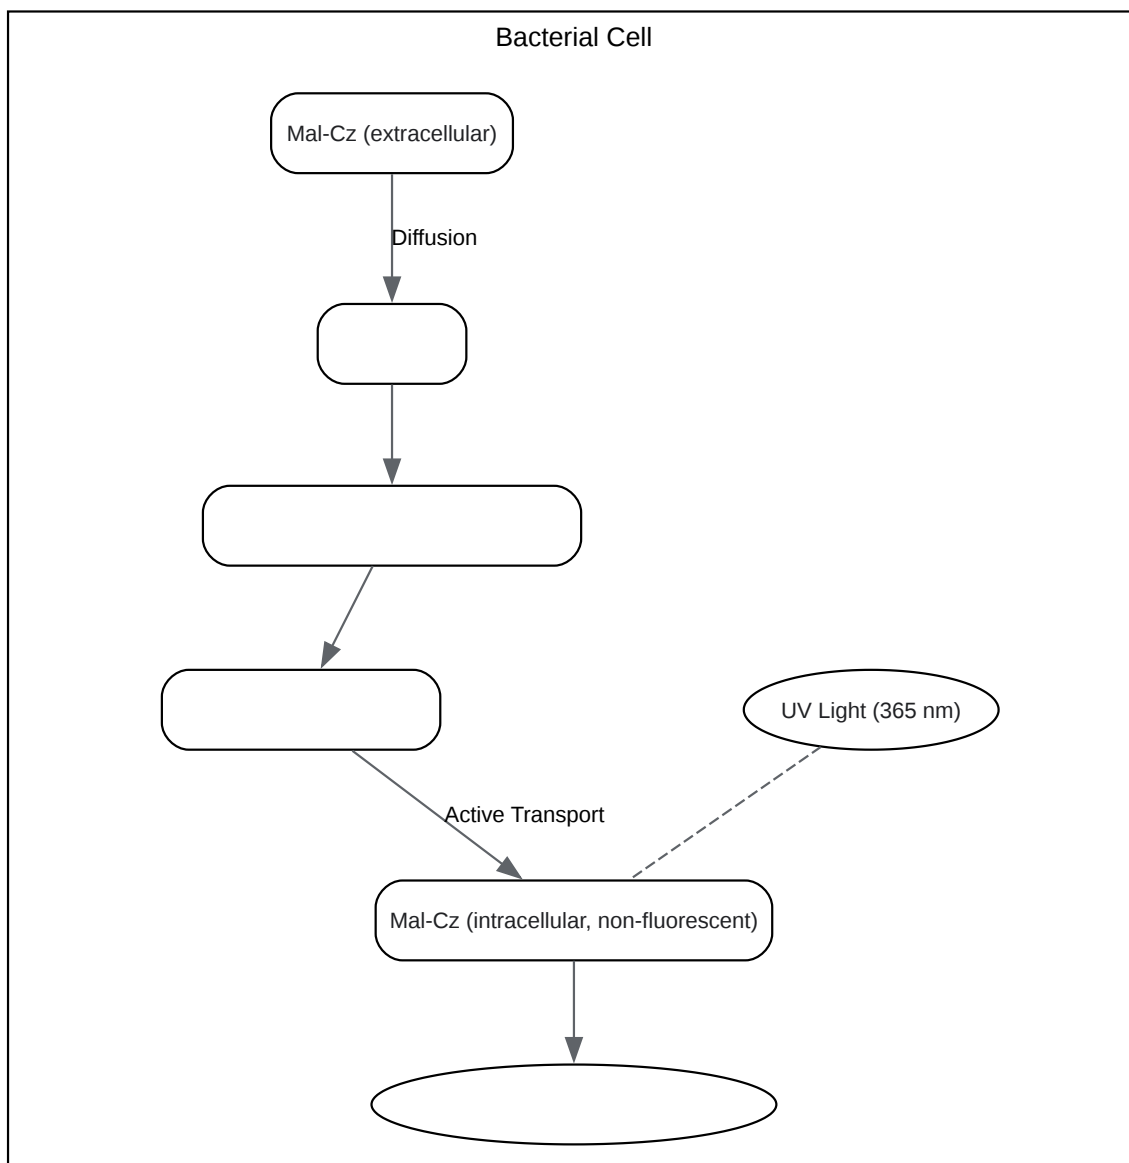 Bacterial Cell
Mal-Cz (extracellular)
Diffusion
UV Light (365 nm)
Active Transport
Mal-Cz (intracellular, non-fluorescent)